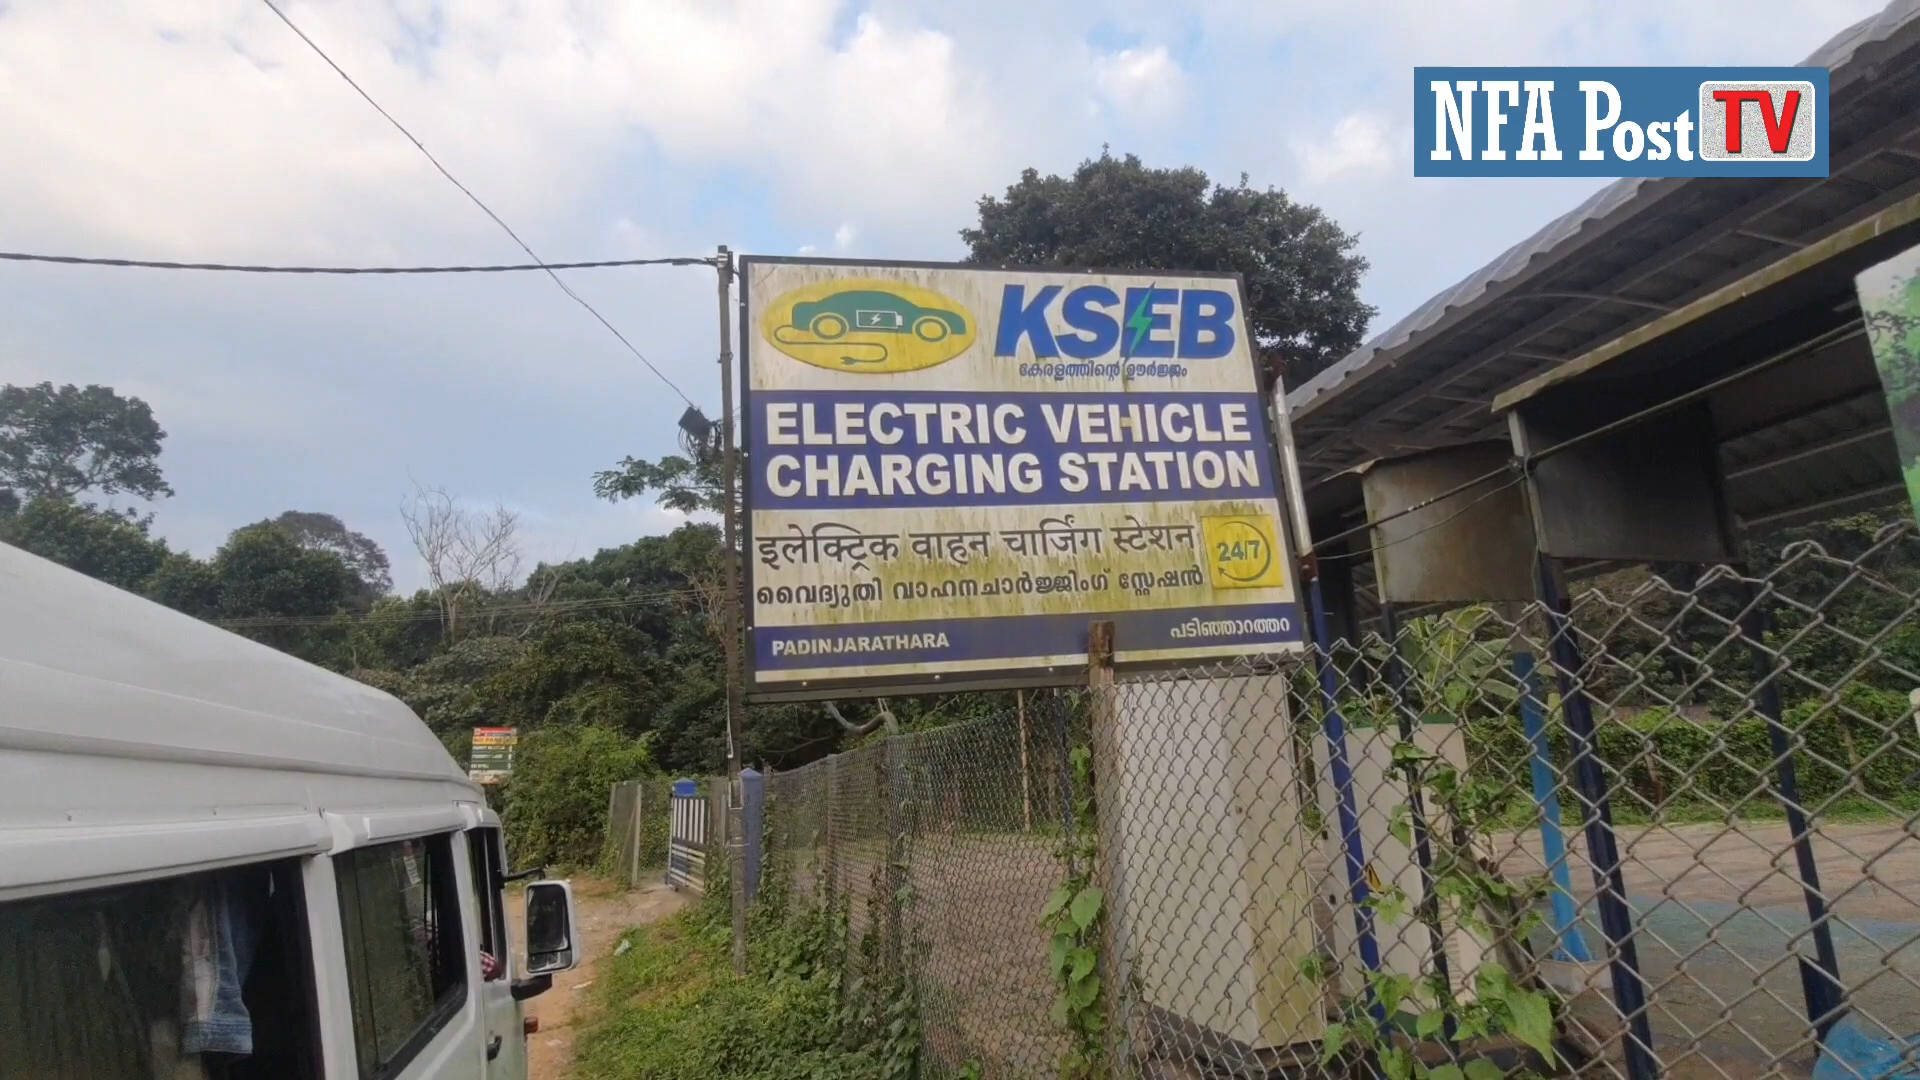 NFA Post TV
KSEB
കേരളത്തിന്റെ ഊർജ്ജം
ELECTRIC VEHICLE
CHARGING STATION
इलेक्ट्रिक वाहन चार्जिंग स्टेशन
24/7
വൈദ്യുതി വാഹനചാർജ്ജിംഗ് സ്റ്റേഷൻ
PADINJARATHARA
പടിഞ്ഞാറത്തറ